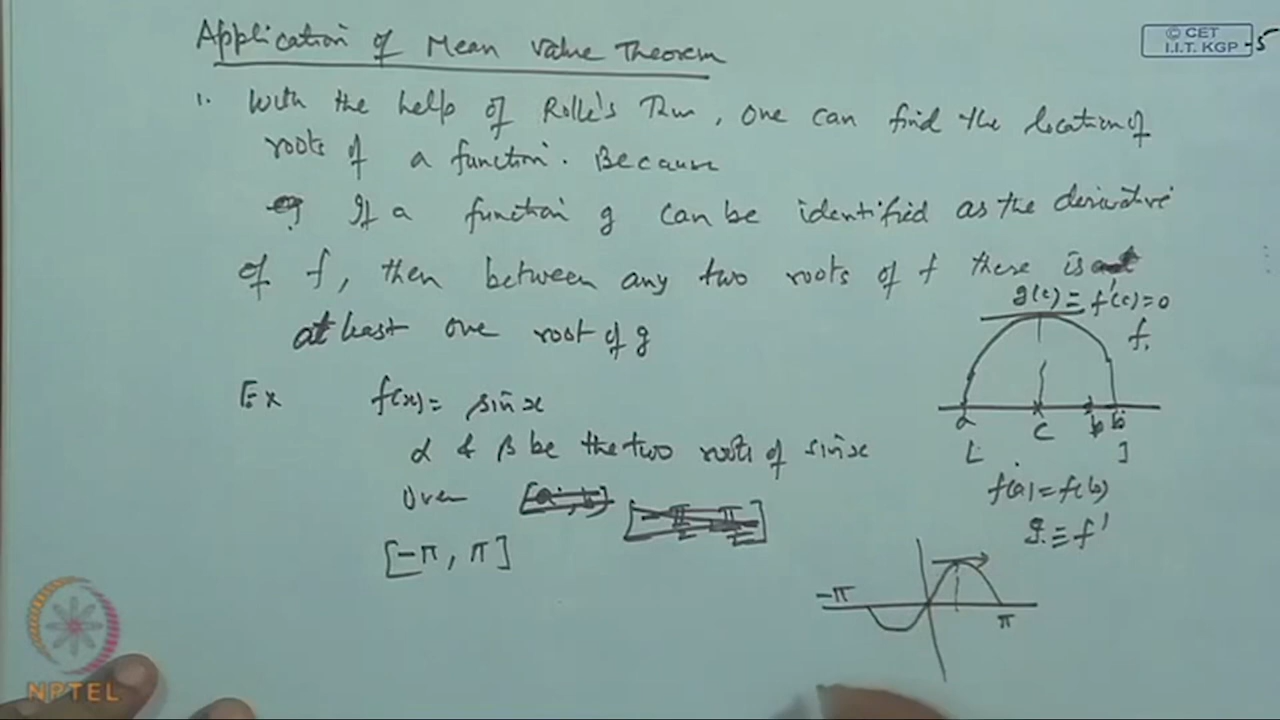 Application of Mean Value Theorem
© CET
I.I.T. KGP
-5
1. With the help of Rolle's Thm, one can find the location of
roots of a function. Because
If a function g can be identified as the derivative
of f, then between any two roots of f there is
at least one root of g
g(c) ≡ f'(c)=0
f.
Ex f(x)= sin x
α & β be the two roots of sin x
Over
[-π, π]
a c b b
[ ]
f(a)=f(b)
g ≡ f'
-π π
NPTEL